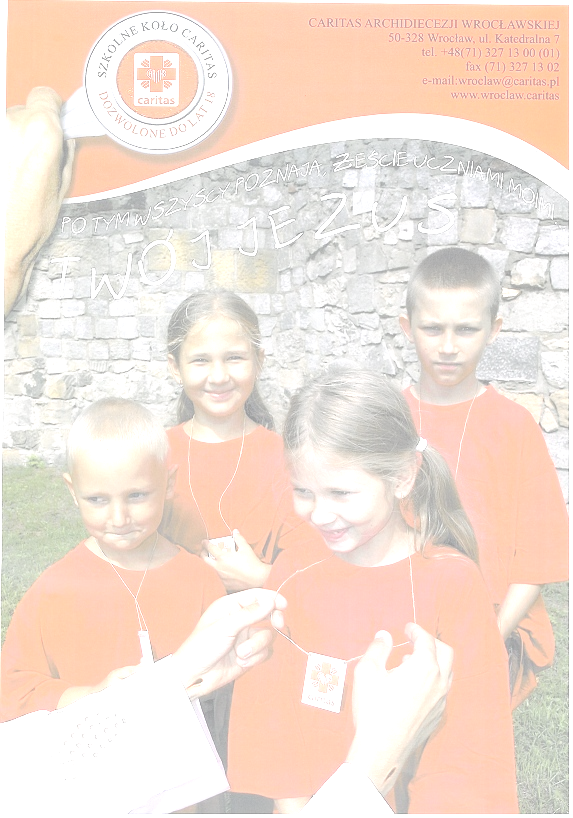 SZKOLNE KOŁO CARITAS
caritas
DOZWOLONE DO LAT 18
CARITAS ARCHIDIECEZJI WROCŁAWSKIEJ
50-328 Wrocław, ul. Katedralna 7
tel. +48(71) 327 13 00 (01)
fax (71) 327 13 02
e-mail:wroclaw@caritas.pl
www.wroclaw.caritas
PO TYM WSZYSCY POZNAJĄ, ŻEŚCIE UCZNIAMI MOIMI
TWÓJ JEZUS